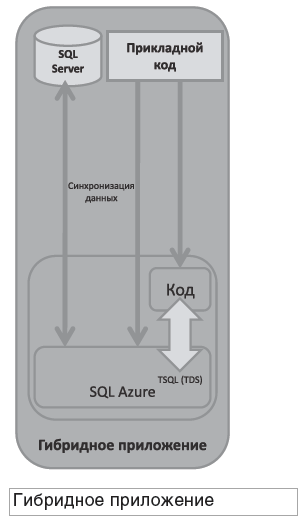 SQL
Server
Прикладной
код
Синхронизация
данных
Код
TSQL (TDS)
SQL Azure
Гибридное приложение
Гибридное приложение